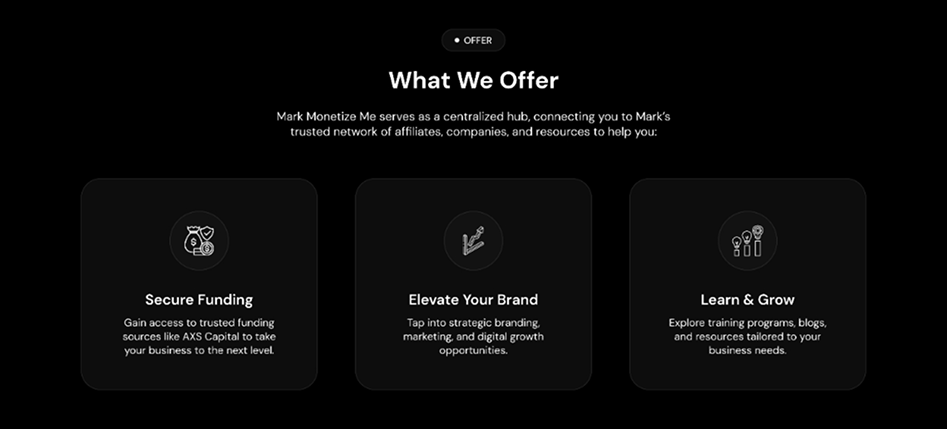 OFFER
What We Offer
Mark Monetize Me serves as a centralized hub, connecting you to Mark's
trusted network of affiliates, companies, and resources to help you:
Secure Funding
Gain access to trusted funding
sources like AXS Capital to take
your business to the next level.
Elevate Your Brand
Tap into strategic branding,
marketing, and digital growth
opportunities.
Learn & Grow
Explore training programs, blogs,
and resources tailored to your
business needs.